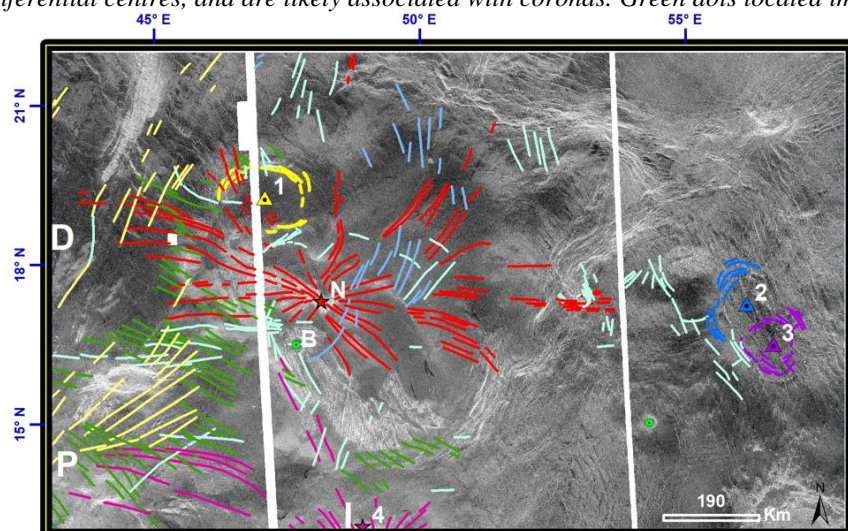 fferential centres, and are likely associated with coronas. Green dots located im
45° E 50° E 55° E
21° N
1
D
18° N
N
2
B
3
15° N
P
190
Km
N
4